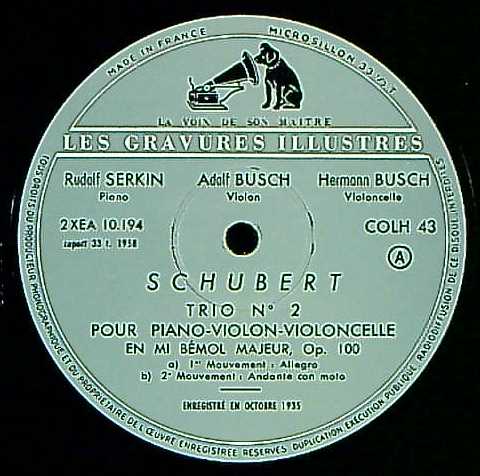 MADE IN FRANCE
MICROSILLON 33 1/3 T.
LA VOIX DE SON MAITRE
LES GRAVURES ILLUSTRES
Rudolf SERKIN Adolf BUSCH Hermann BUSCH
Piano Violon Violoncelle
2XEA 10.194 COLH 43
coport 33 t. 1958 A
SCHUBERT
TRIO N° 2
POUR PIANO-VIOLON-VIOLONCELLE
EN MI BÉMOL MAJEUR, Op. 100
a) 1er Mouvement : Allegro
b) 2e Mouvement : Andante con moto
ENREGISTRÉ EN OCTOBRE 1935
TOUS DROITS DU PRODUCTEUR PHONOGRAPHIQUE ET DU PROPRIÉTAIRE DE L'ŒUVRE ENREGISTRÉE RÉSERVÉS DUPLICATION EXÉCUTION PUBLIQUE RADIODIFFUSION DE CE DISQUE INTERDITES